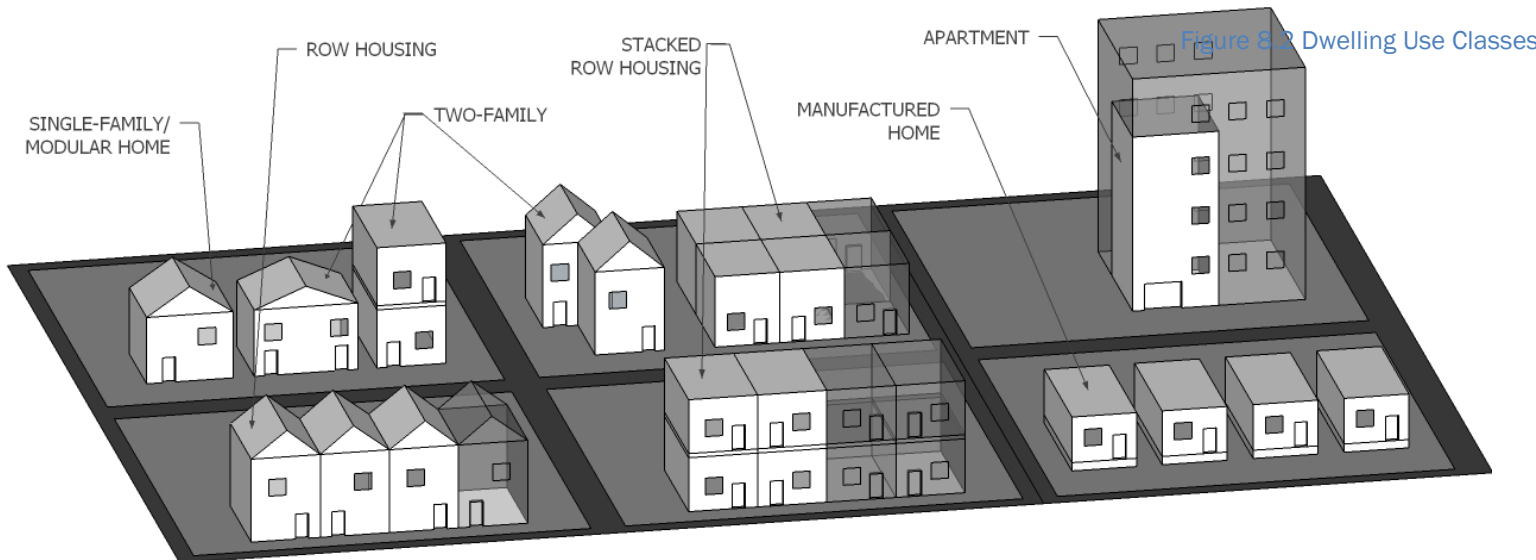 Figure 8.2 Dwelling Use Classes
ROW HOUSING
STACKED
ROW HOUSING
APARTMENT
SINGLE-FAMILY/
MODULAR HOME
TWO-FAMILY
MANUFACTURED
HOME